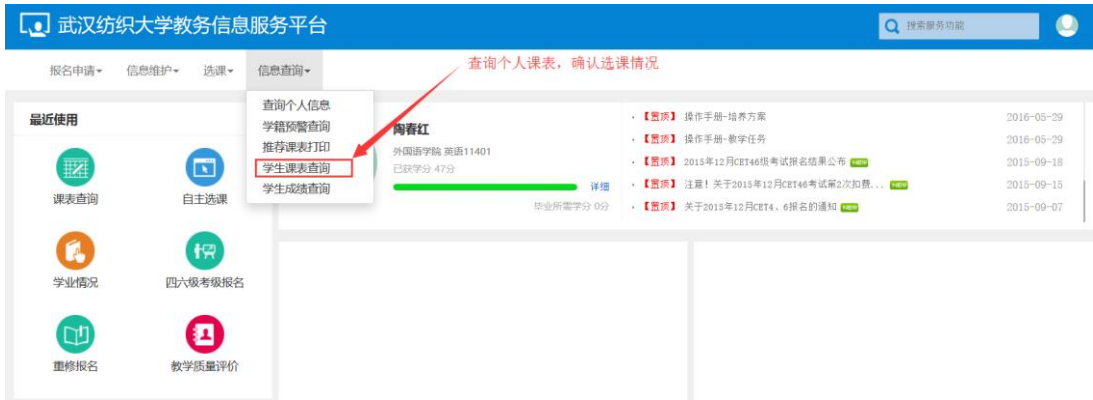 武汉纺织大学教务信息服务平台
搜索服务功能
报名申请 信息维护 选课 信息查询
查询个人课表，确认选课情况
查询个人信息
学籍预警查询
推荐课表打印
学生课表查询
学生成绩查询
最近使用
课表查询 自主选课
学业情况 四六级考级报名
重修报名 教学质量评价
陶春红
外国语学院 英语11401
已获学分 47分
详细
毕业所需学分 0分
【置顶】 操作手册-培养方案 2016-05-29
【置顶】 操作手册-教学任务 2016-05-29
【置顶】 2015年12月CET46级考试报名结果公布 NEW 2015-09-18
【置顶】 注意！关于2015年12月CET46考试第2次扣费... NEW 2015-09-15
【置顶】 关于2015年12月CET4、6报名的通知 NEW 2015-09-07